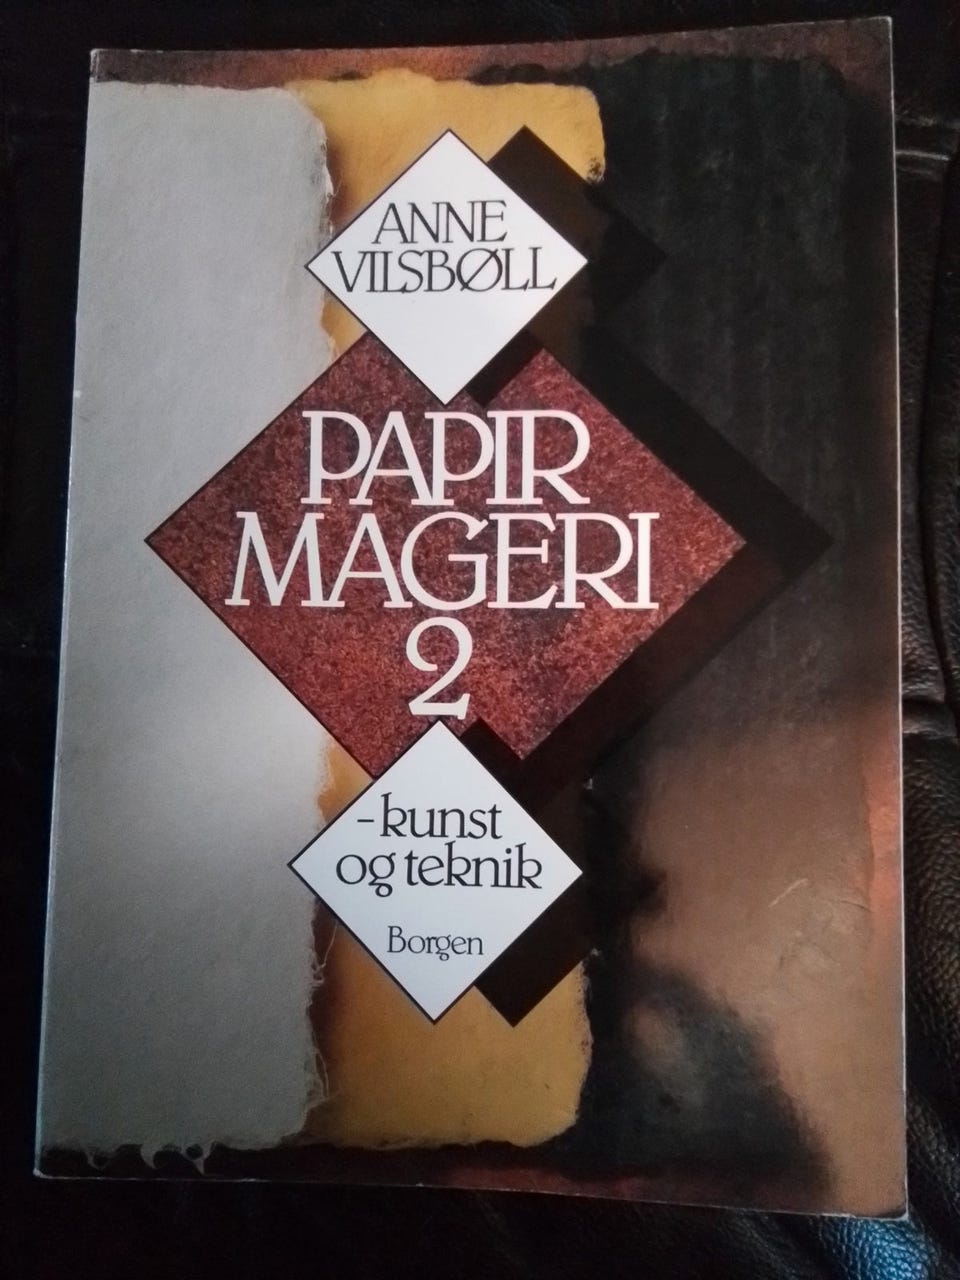 ANNE
VILSBØLL
PAPIR
MAGERI
2
-kunst
og teknik
Borgen